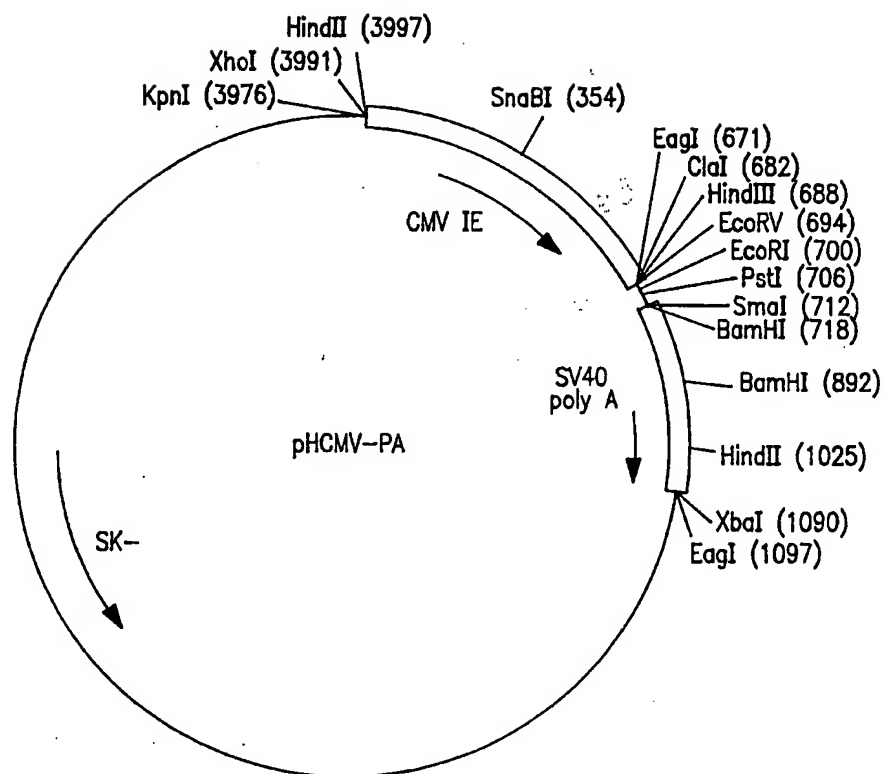 HindII (3997)
XhoI (3991)
KpnI (3976)
SnaBI (354)
EagI (671)
ClaI (682)
HindIII (688)
EcoRV (694)
EcoRI (700)
PstI (706)
SmaI (712)
BamHI (718)
CMV IE
SV40
poly A
BamHI (892)
pHCMV-PA
HindII (1025)
SK-
XbaI (1090)
EagI (1097)